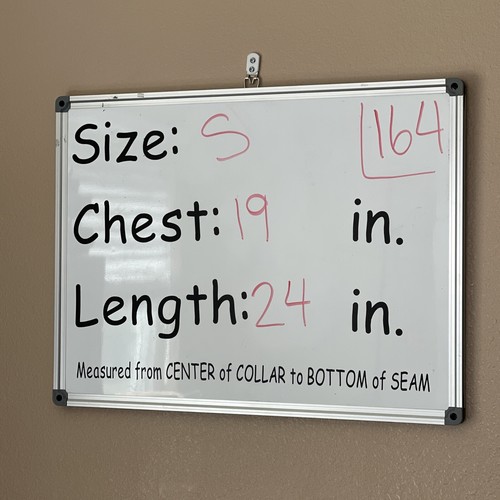 Size: S 164
Chest: 19 in.
Length: 24 in.
Measured from CENTER of COLLAR to BOTTOM of SEAM